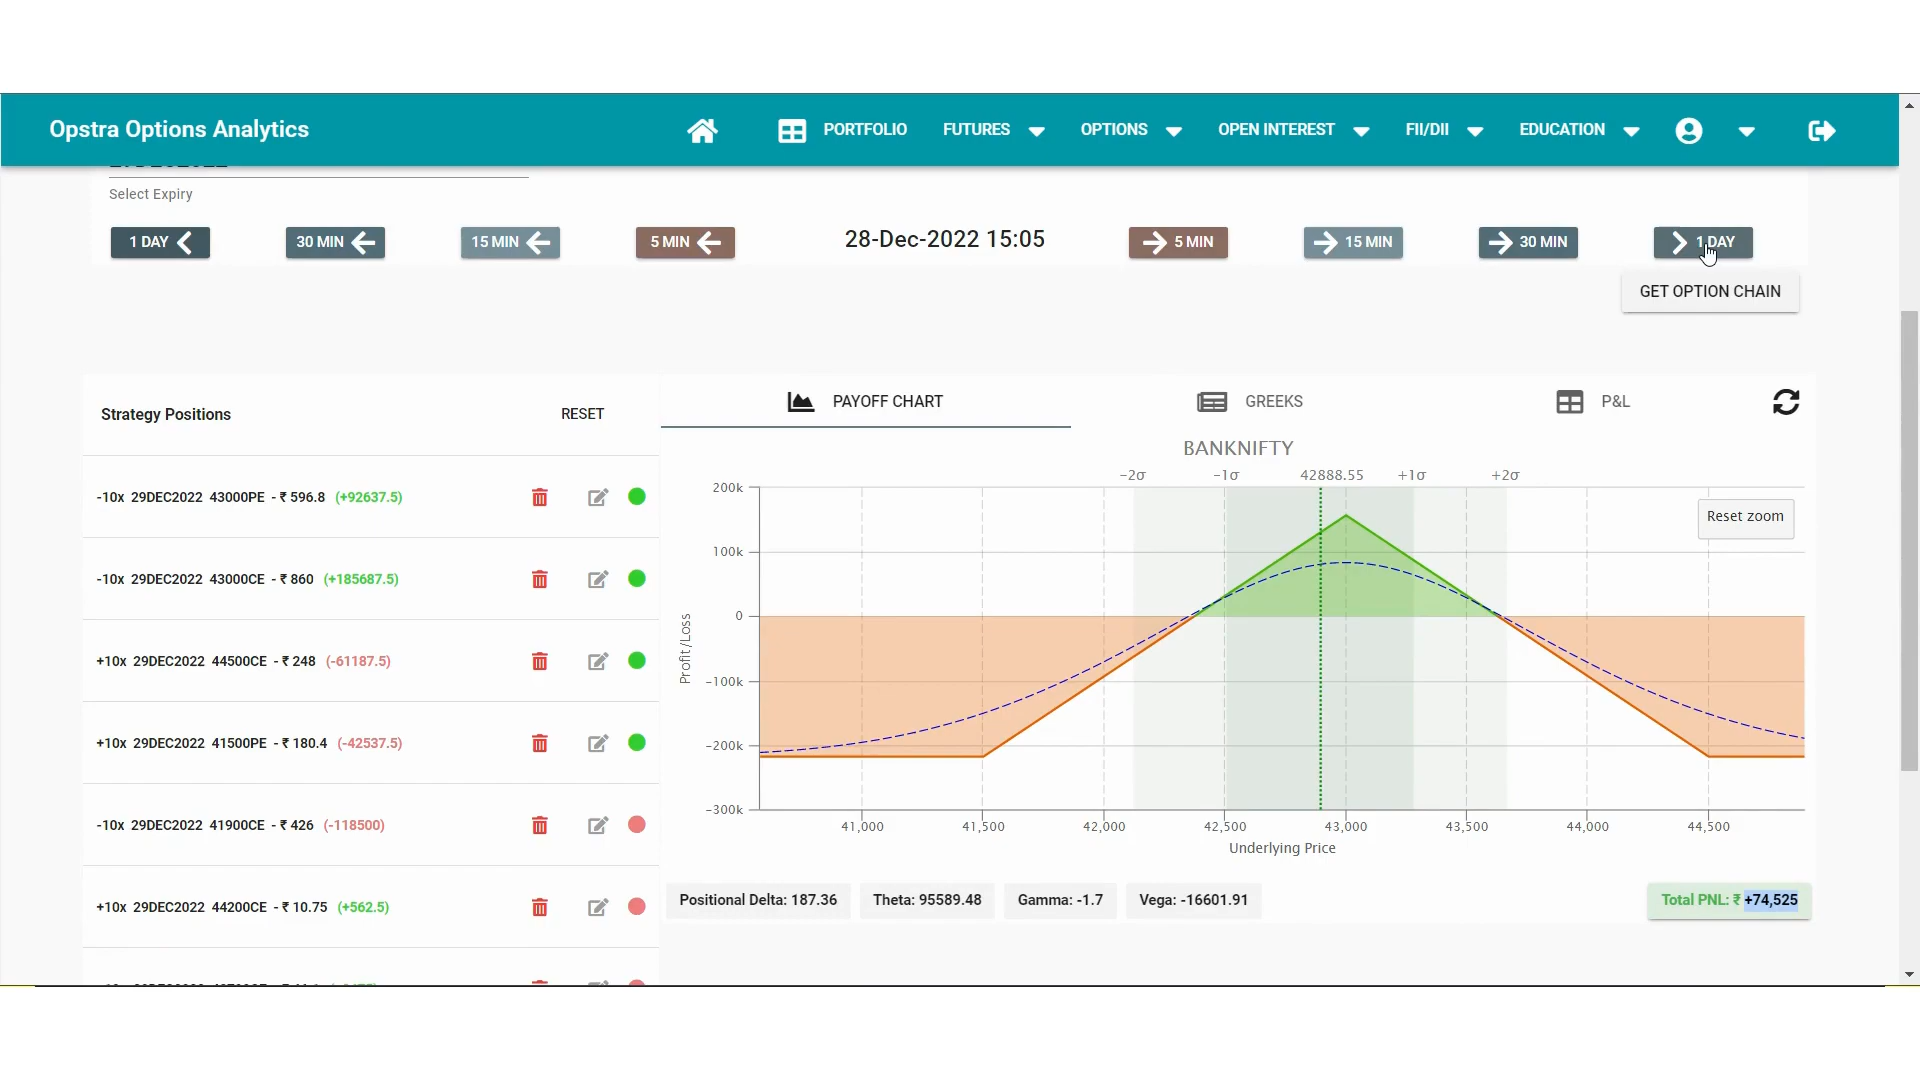 Opstra Options Analytics
PORTFOLIO
FUTURES
OPTIONS
OPEN INTEREST
FII/DII
EDUCATION
Select Expiry
1 DAY
30 MIN
15 MIN
5 MIN
28-Dec-2022 15:05
5 MIN
15 MIN
30 MIN
1 DAY
GET OPTION CHAIN
Strategy Positions
RESET
-10x 29DEC2022 43000PE - ₹ 596.8 (+92637.5)
-10x 29DEC2022 43000CE - ₹ 860 (+185687.5)
+10x 29DEC2022 44500CE - ₹ 248 (-61187.5)
+10x 29DEC2022 41500PE - ₹ 180.4 (-42537.5)
-10x 29DEC2022 41900CE - ₹ 426 (-118500)
+10x 29DEC2022 44200CE - ₹ 10.75 (+562.5)
PAYOFF CHART
GREEKS
P&L
BANKNIFTY
-2σ
-1σ
42888.55
+1σ
+2σ
Reset zoom
200k
100k
0
-100k
-200k
-300k
Profit/Loss
41,000
41,500
42,000
42,500
43,000
43,500
44,000
44,500
Underlying Price
Positional Delta: 187.36
Theta: 95589.48
Gamma: -1.7
Vega: -16601.91
Total PNL: ₹ +74,525